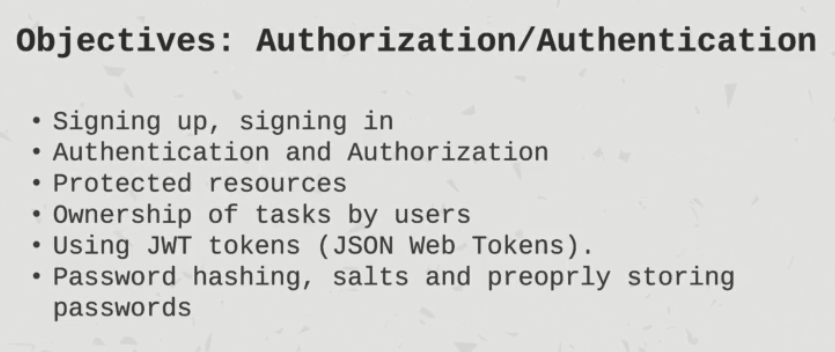 Objectives: Authorization/Authentication
• Signing up, signing in
• Authentication and Authorization
• Protected resources
• Ownership of tasks by users
• Using JWT tokens (JSON Web Tokens).
• Password hashing, salts and preoprly storing
passwords